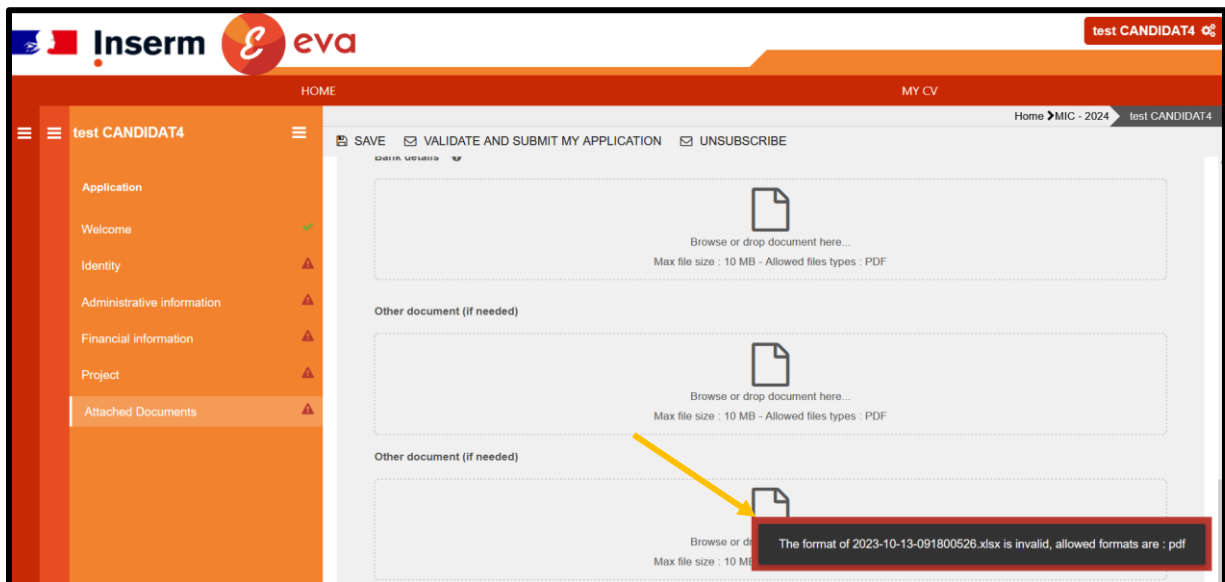 Inserm
eva
test CANDIDAT4
HOME
MY CV
Home MIC - 2024 test CANDIDAT4
test CANDIDAT4
SAVE VALIDATE AND SUBMIT MY APPLICATION UNSUBSCRIBE
Bank details
Application
Welcome
Identity
Administrative information
Financial information
Project
Attached Documents
Browse or drop document here...
Max file size : 10 MB - Allowed files types : PDF
Other document (if needed)
Browse or drop document here...
Max file size : 10 MB - Allowed files types : PDF
Other document (if needed)
Browse or
Max file size : 10
The format of 2023-10-13-091800526.xlsx is invalid, allowed formats are : pdf